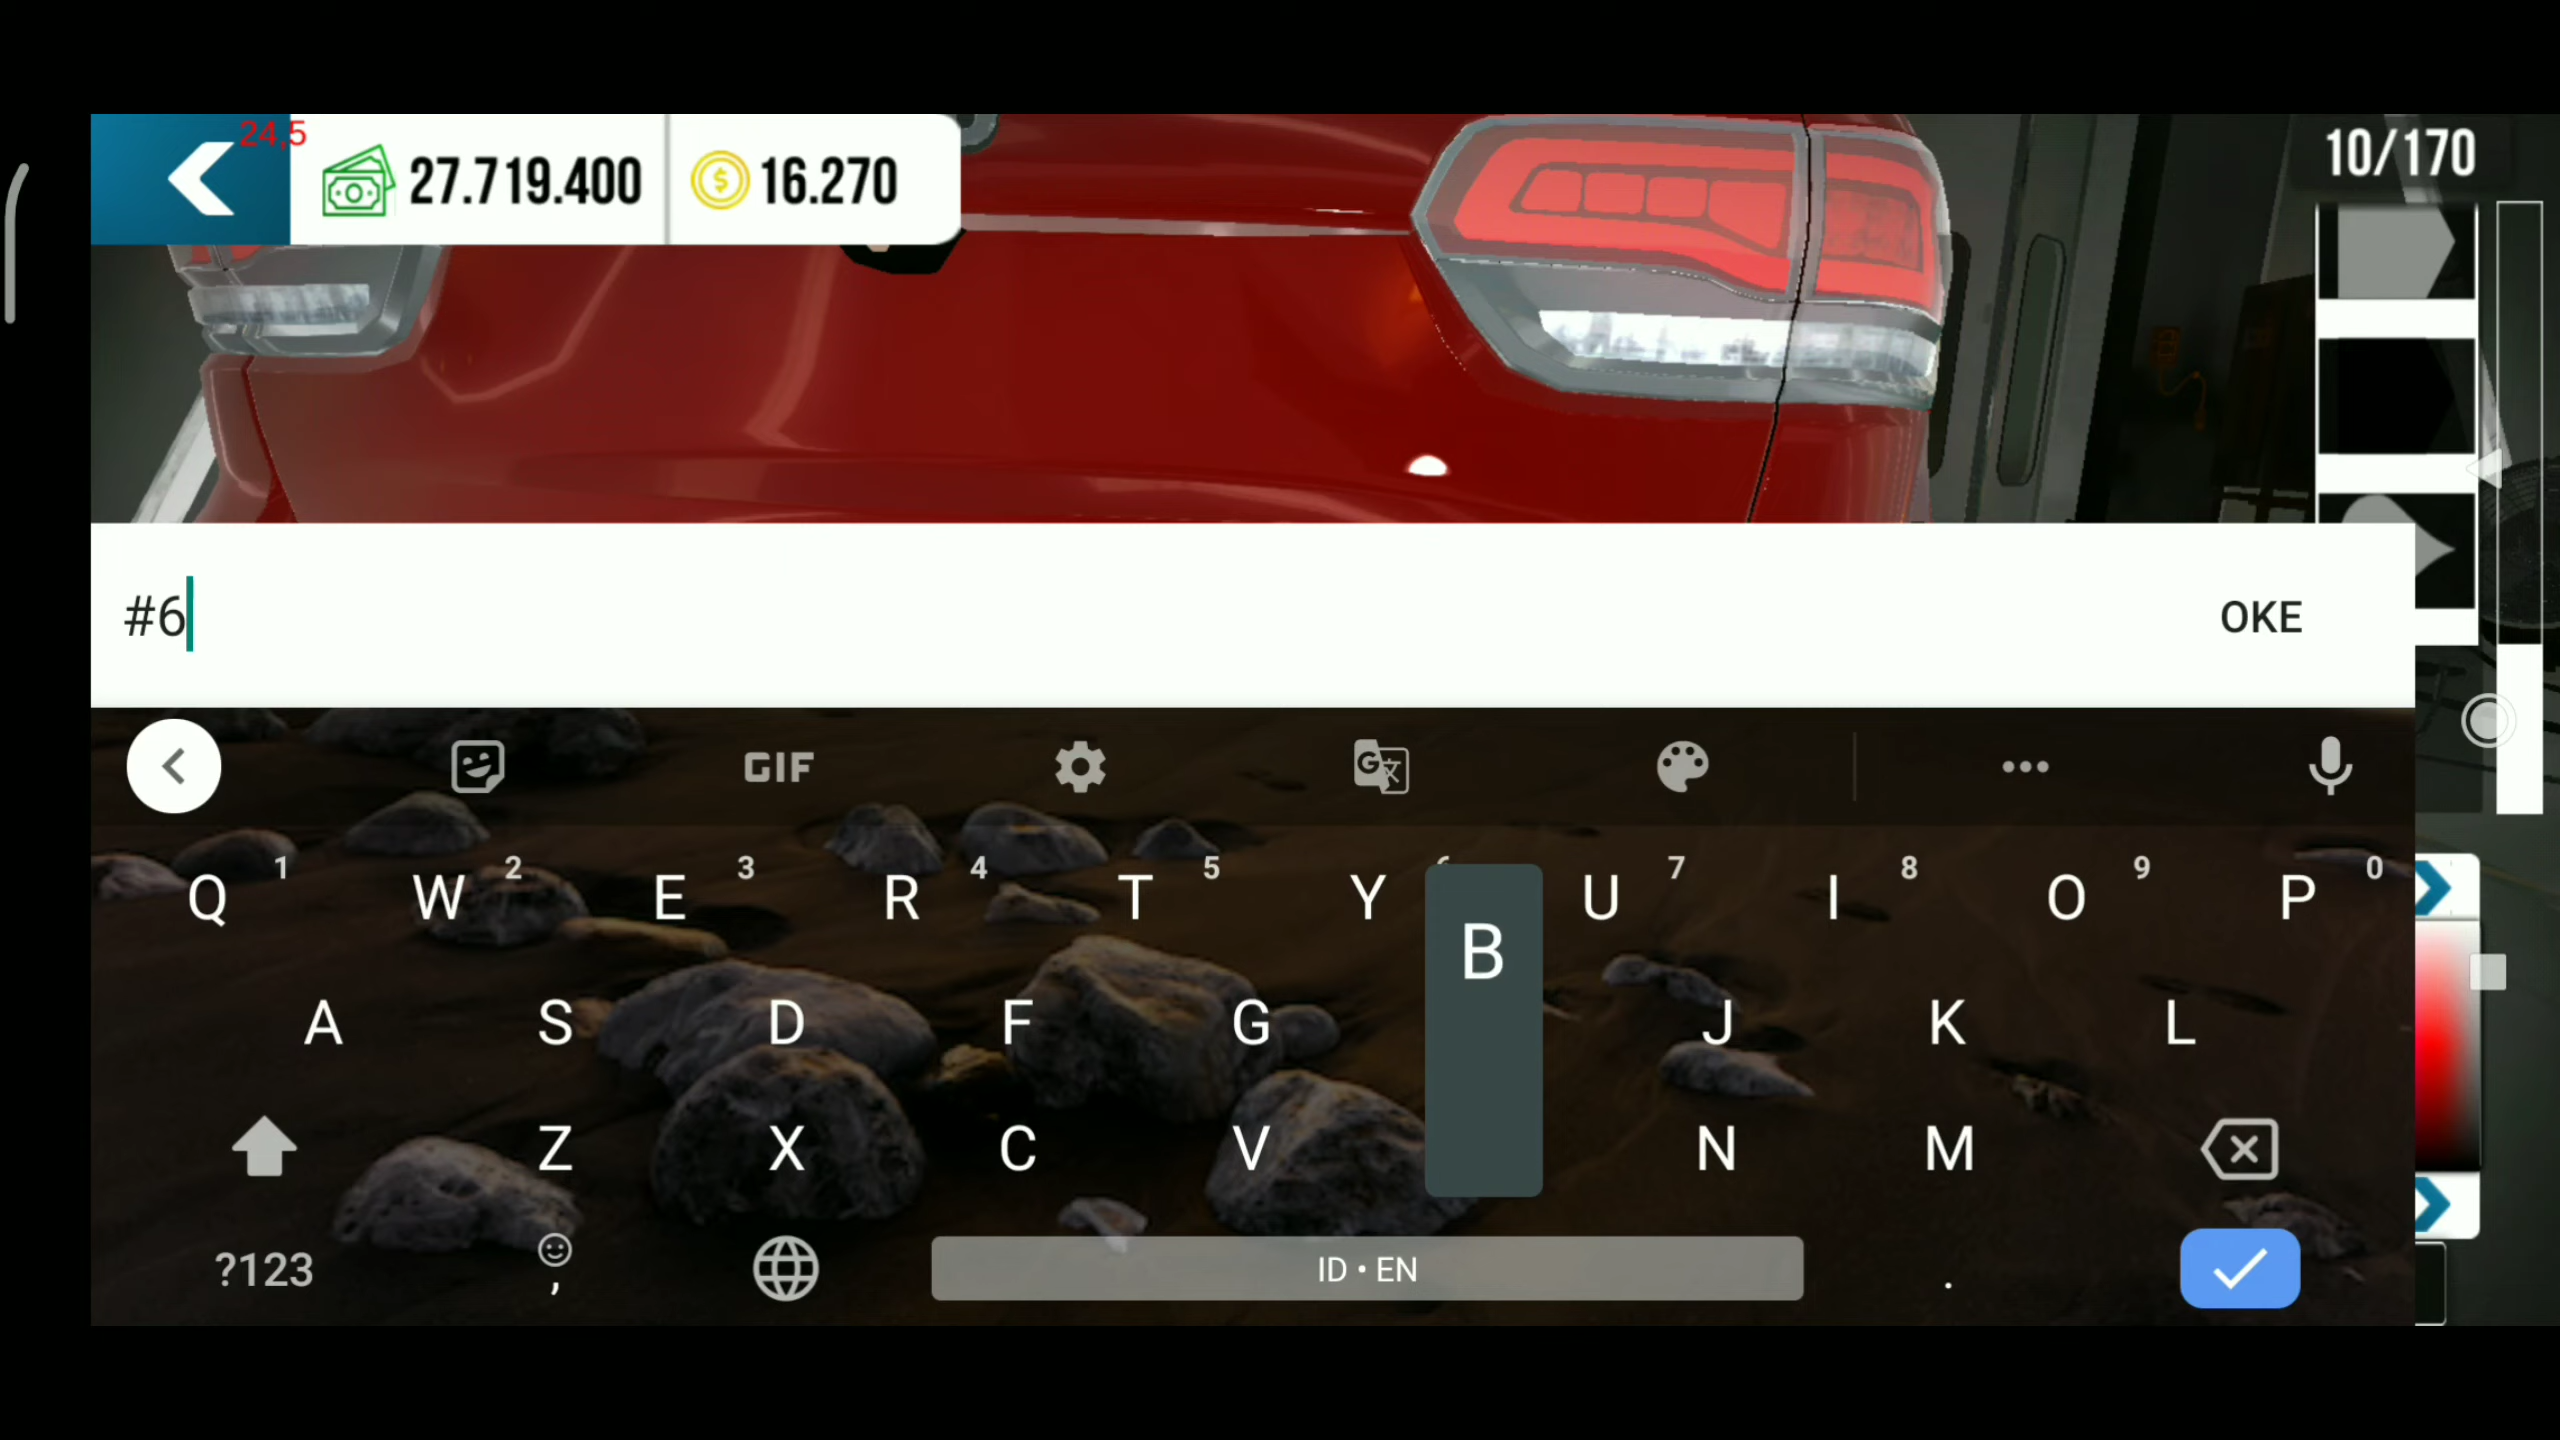 24,5
27.719.400 16.270
10/170
#6
OKE
GIF
Q 1 W 2 E 3 R 4 T 5 Y U 7 I 8 O 9 P 0
A S D F G B J K L
Z X C V N M
?123 , ID • EN .